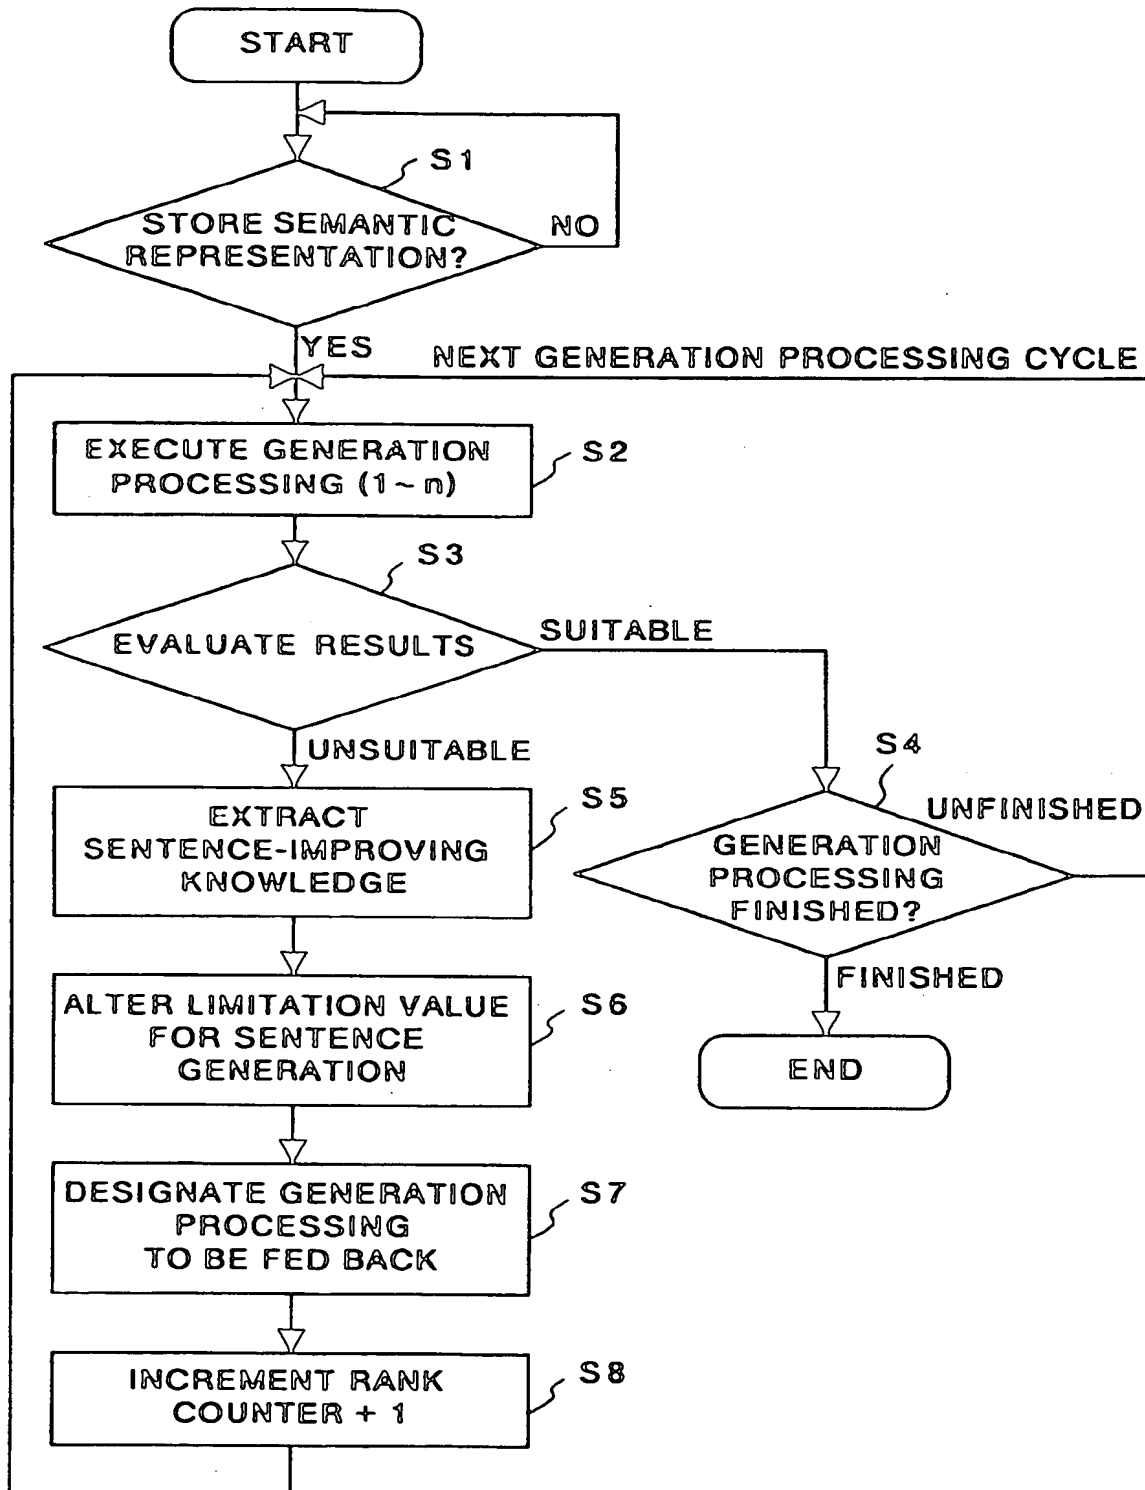 START
S1
STORE SEMANTIC
REPRESENTATION?
NO
YES
NEXT GENERATION PROCESSING CYCLE
EXECUTE GENERATION
PROCESSING (1~n)
S2
S3
EVALUATE RESULTS
SUITABLE
UNSUITABLE
S4
UNFINISHED
GENERATION
PROCESSING
FINISHED?
FINISHED
END
EXTRACT
SENTENCE-IMPROVING
KNOWLEDGE
S5
ALTER LIMITATION VALUE
FOR SENTENCE
GENERATION
S6
DESIGNATE GENERATION
PROCESSING
TO BE FED BACK
S7
INCREMENT RANK
COUNTER + 1
S8